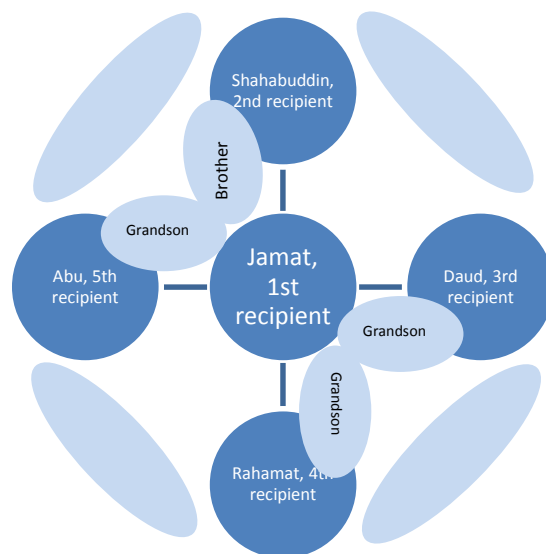 Shahabuddin,
2nd recipient
Brother
Grandson
Abu, 5th
recipient
Jamat,
1st
recipient
Daud, 3rd
recipient
Grandson
Grandson
Rahamat, 4th
recipient